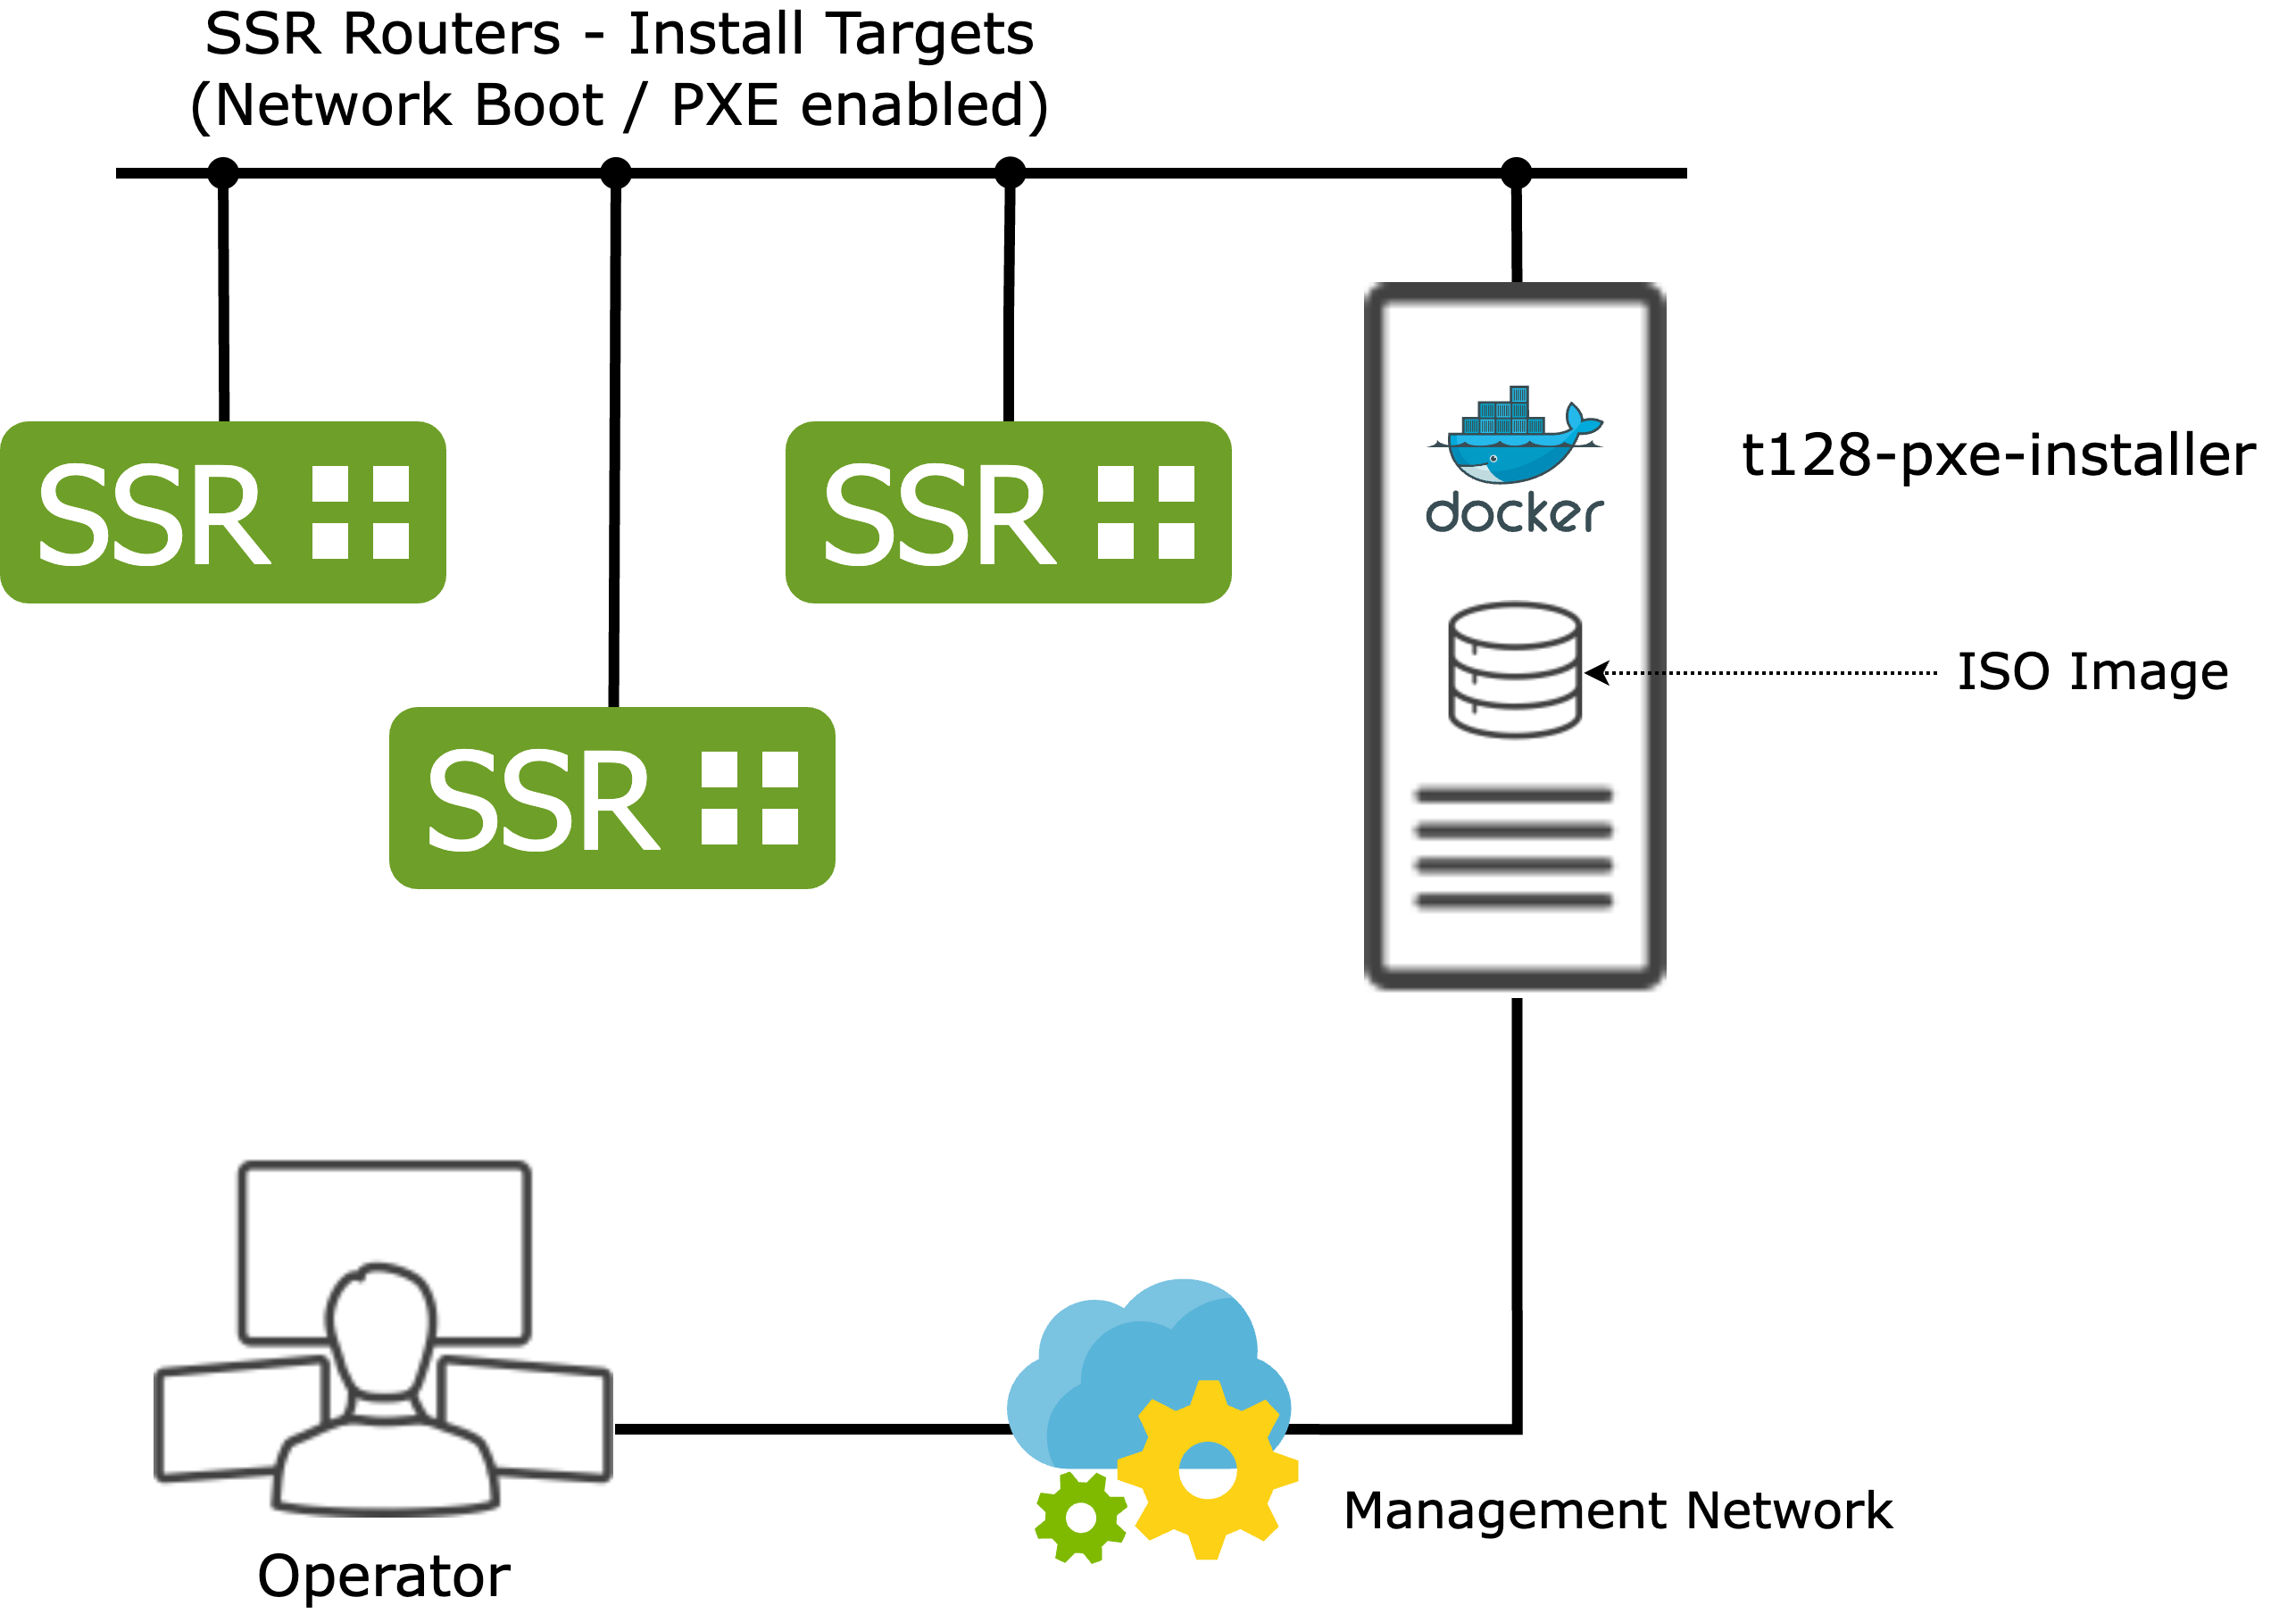 SSR Routers - Install Targets
(Network Boot / PXE enabled)
SSR
SSR
SSR
docker
t128-pxe-installer
ISO Image
Management Network
Operator